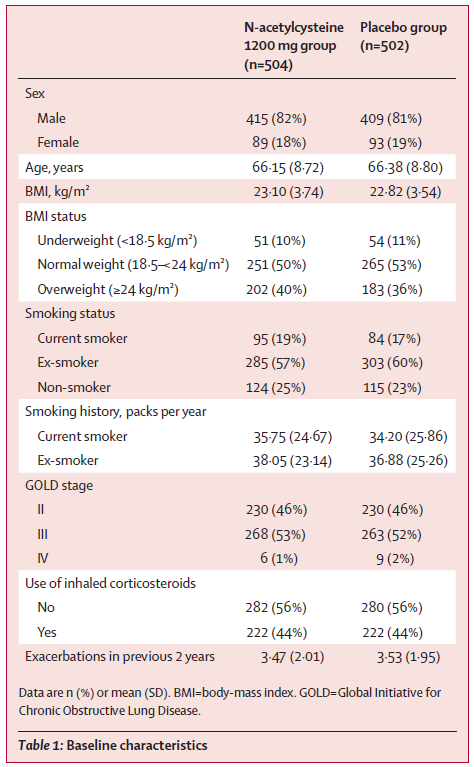 N-acetylcysteine Placebo group
1200 mg group (n=502)
(n=504)
Sex
Male 415 (82%) 409 (81%)
Female 89 (18%) 93 (19%)
Age, years 66·15 (8·72) 66·38 (8·80)
BMI, kg/m² 23·10 (3·74) 22·82 (3·54)
BMI status
Underweight (<18·5 kg/m²) 51 (10%) 54 (11%)
Normal weight (18·5–<24 kg/m²) 251 (50%) 265 (53%)
Overweight (≥24 kg/m²) 202 (40%) 183 (36%)
Smoking status
Current smoker 95 (19%) 84 (17%)
Ex-smoker 285 (57%) 303 (60%)
Non-smoker 124 (25%) 115 (23%)
Smoking history, packs per year
Current smoker 35·75 (24·67) 34·20 (25·86)
Ex-smoker 38·05 (23·14) 36·88 (25·26)
GOLD stage
II 230 (46%) 230 (46%)
III 268 (53%) 263 (52%)
IV 6 (1%) 9 (2%)
Use of inhaled corticosteroids
No 282 (56%) 280 (56%)
Yes 222 (44%) 222 (44%)
Exacerbations in previous 2 years 3·47 (2·01) 3·53 (1·95)
Data are n (%) or mean (SD). BMI=body-mass index. GOLD=Global Initiative for
Chronic Obstructive Lung Disease.
Table 1: Baseline characteristics